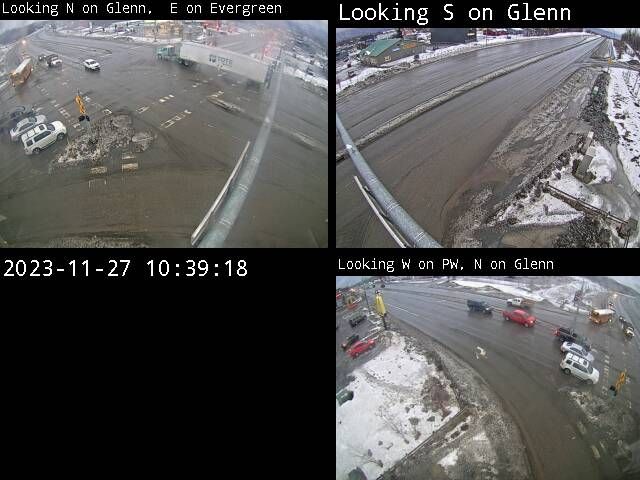 Looking N on Glenn,  E on Evergreen
Looking S on Glenn
2023-11-27 10:39:18
Looking W on PW, N on Glenn